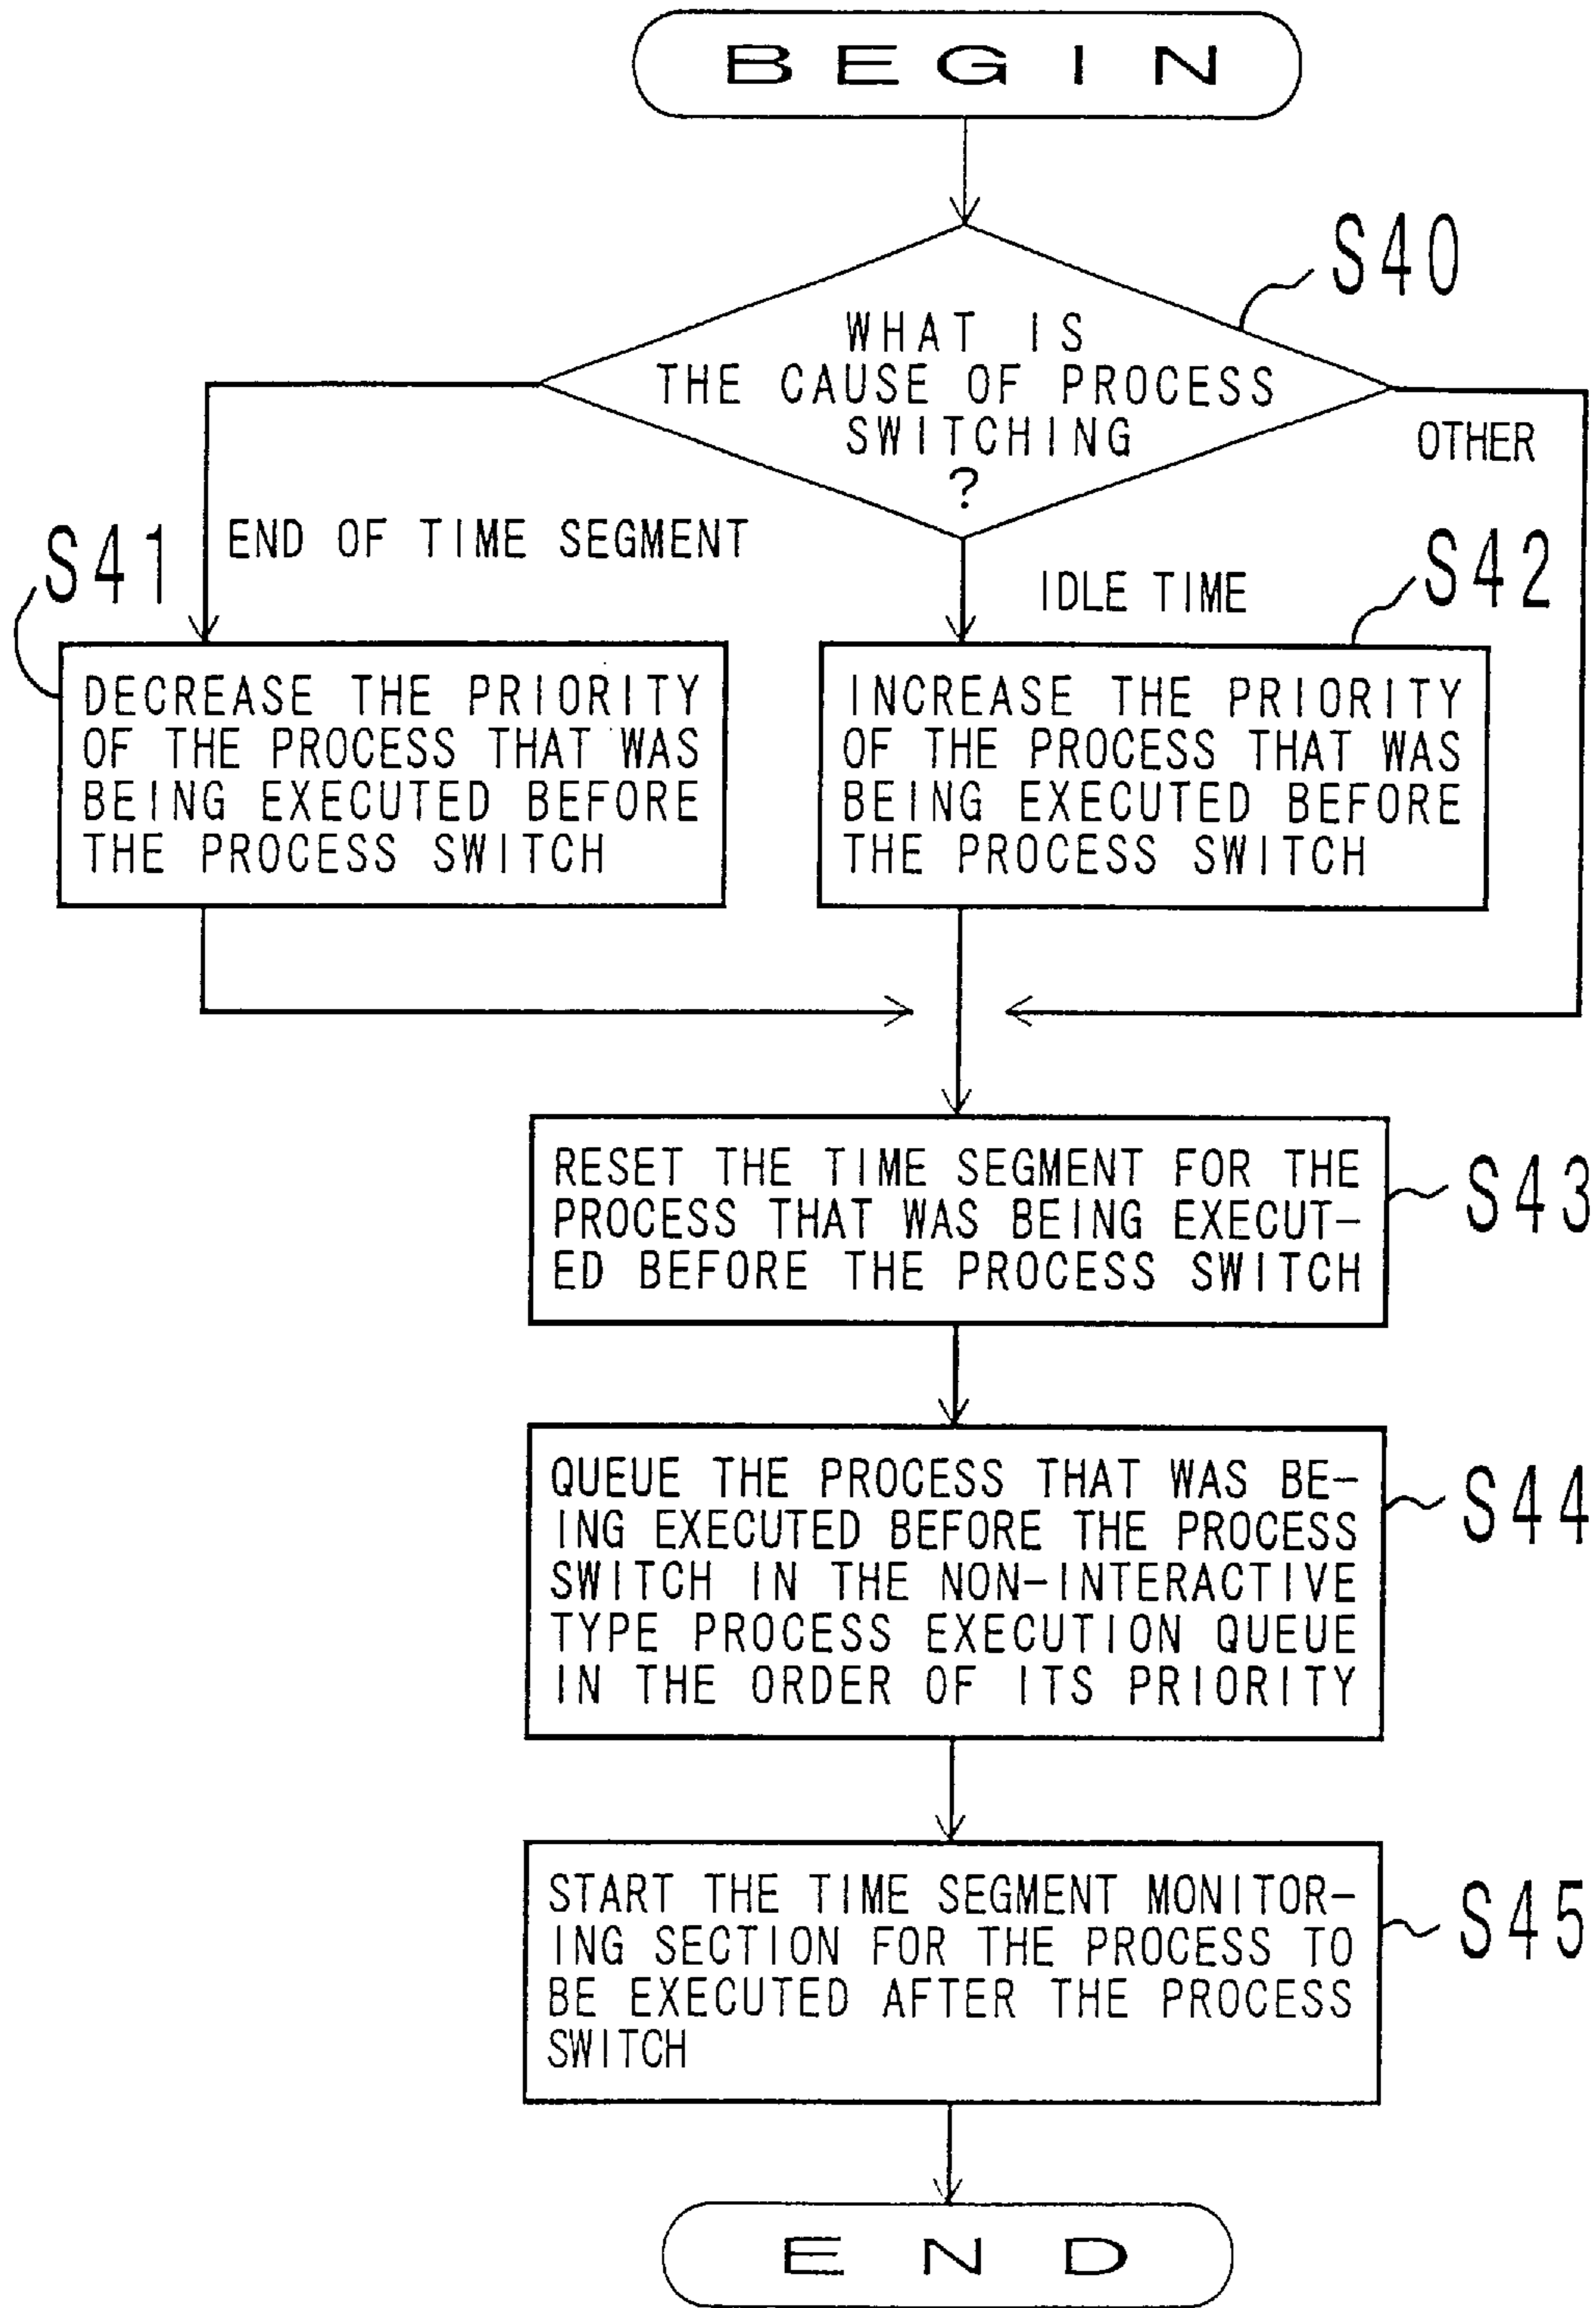 BEGIN
S40
WHAT IS
THE CAUSE OF PROCESS
SWITCHING
?
OTHER
S41
END OF TIME SEGMENT
IDLE TIME
S42
DECREASE THE PRIORITY
OF THE PROCESS THAT WAS
BEING EXECUTED BEFORE
THE PROCESS SWITCH
INCREASE THE PRIORITY
OF THE PROCESS THAT WAS
BEING EXECUTED BEFORE
THE PROCESS SWITCH
RESET THE TIME SEGMENT FOR THE
PROCESS THAT WAS BEING EXECUT-
ED BEFORE THE PROCESS SWITCH
S43
QUEUE THE PROCESS THAT WAS BE-
ING EXECUTED BEFORE THE PROCESS
SWITCH IN THE NON-INTERACTIVE
TYPE PROCESS EXECUTION QUEUE
IN THE ORDER OF ITS PRIORITY
S44
START THE TIME SEGMENT MONITOR-
ING SECTION FOR THE PROCESS TO
BE EXECUTED AFTER THE PROCESS
SWITCH
S45
END